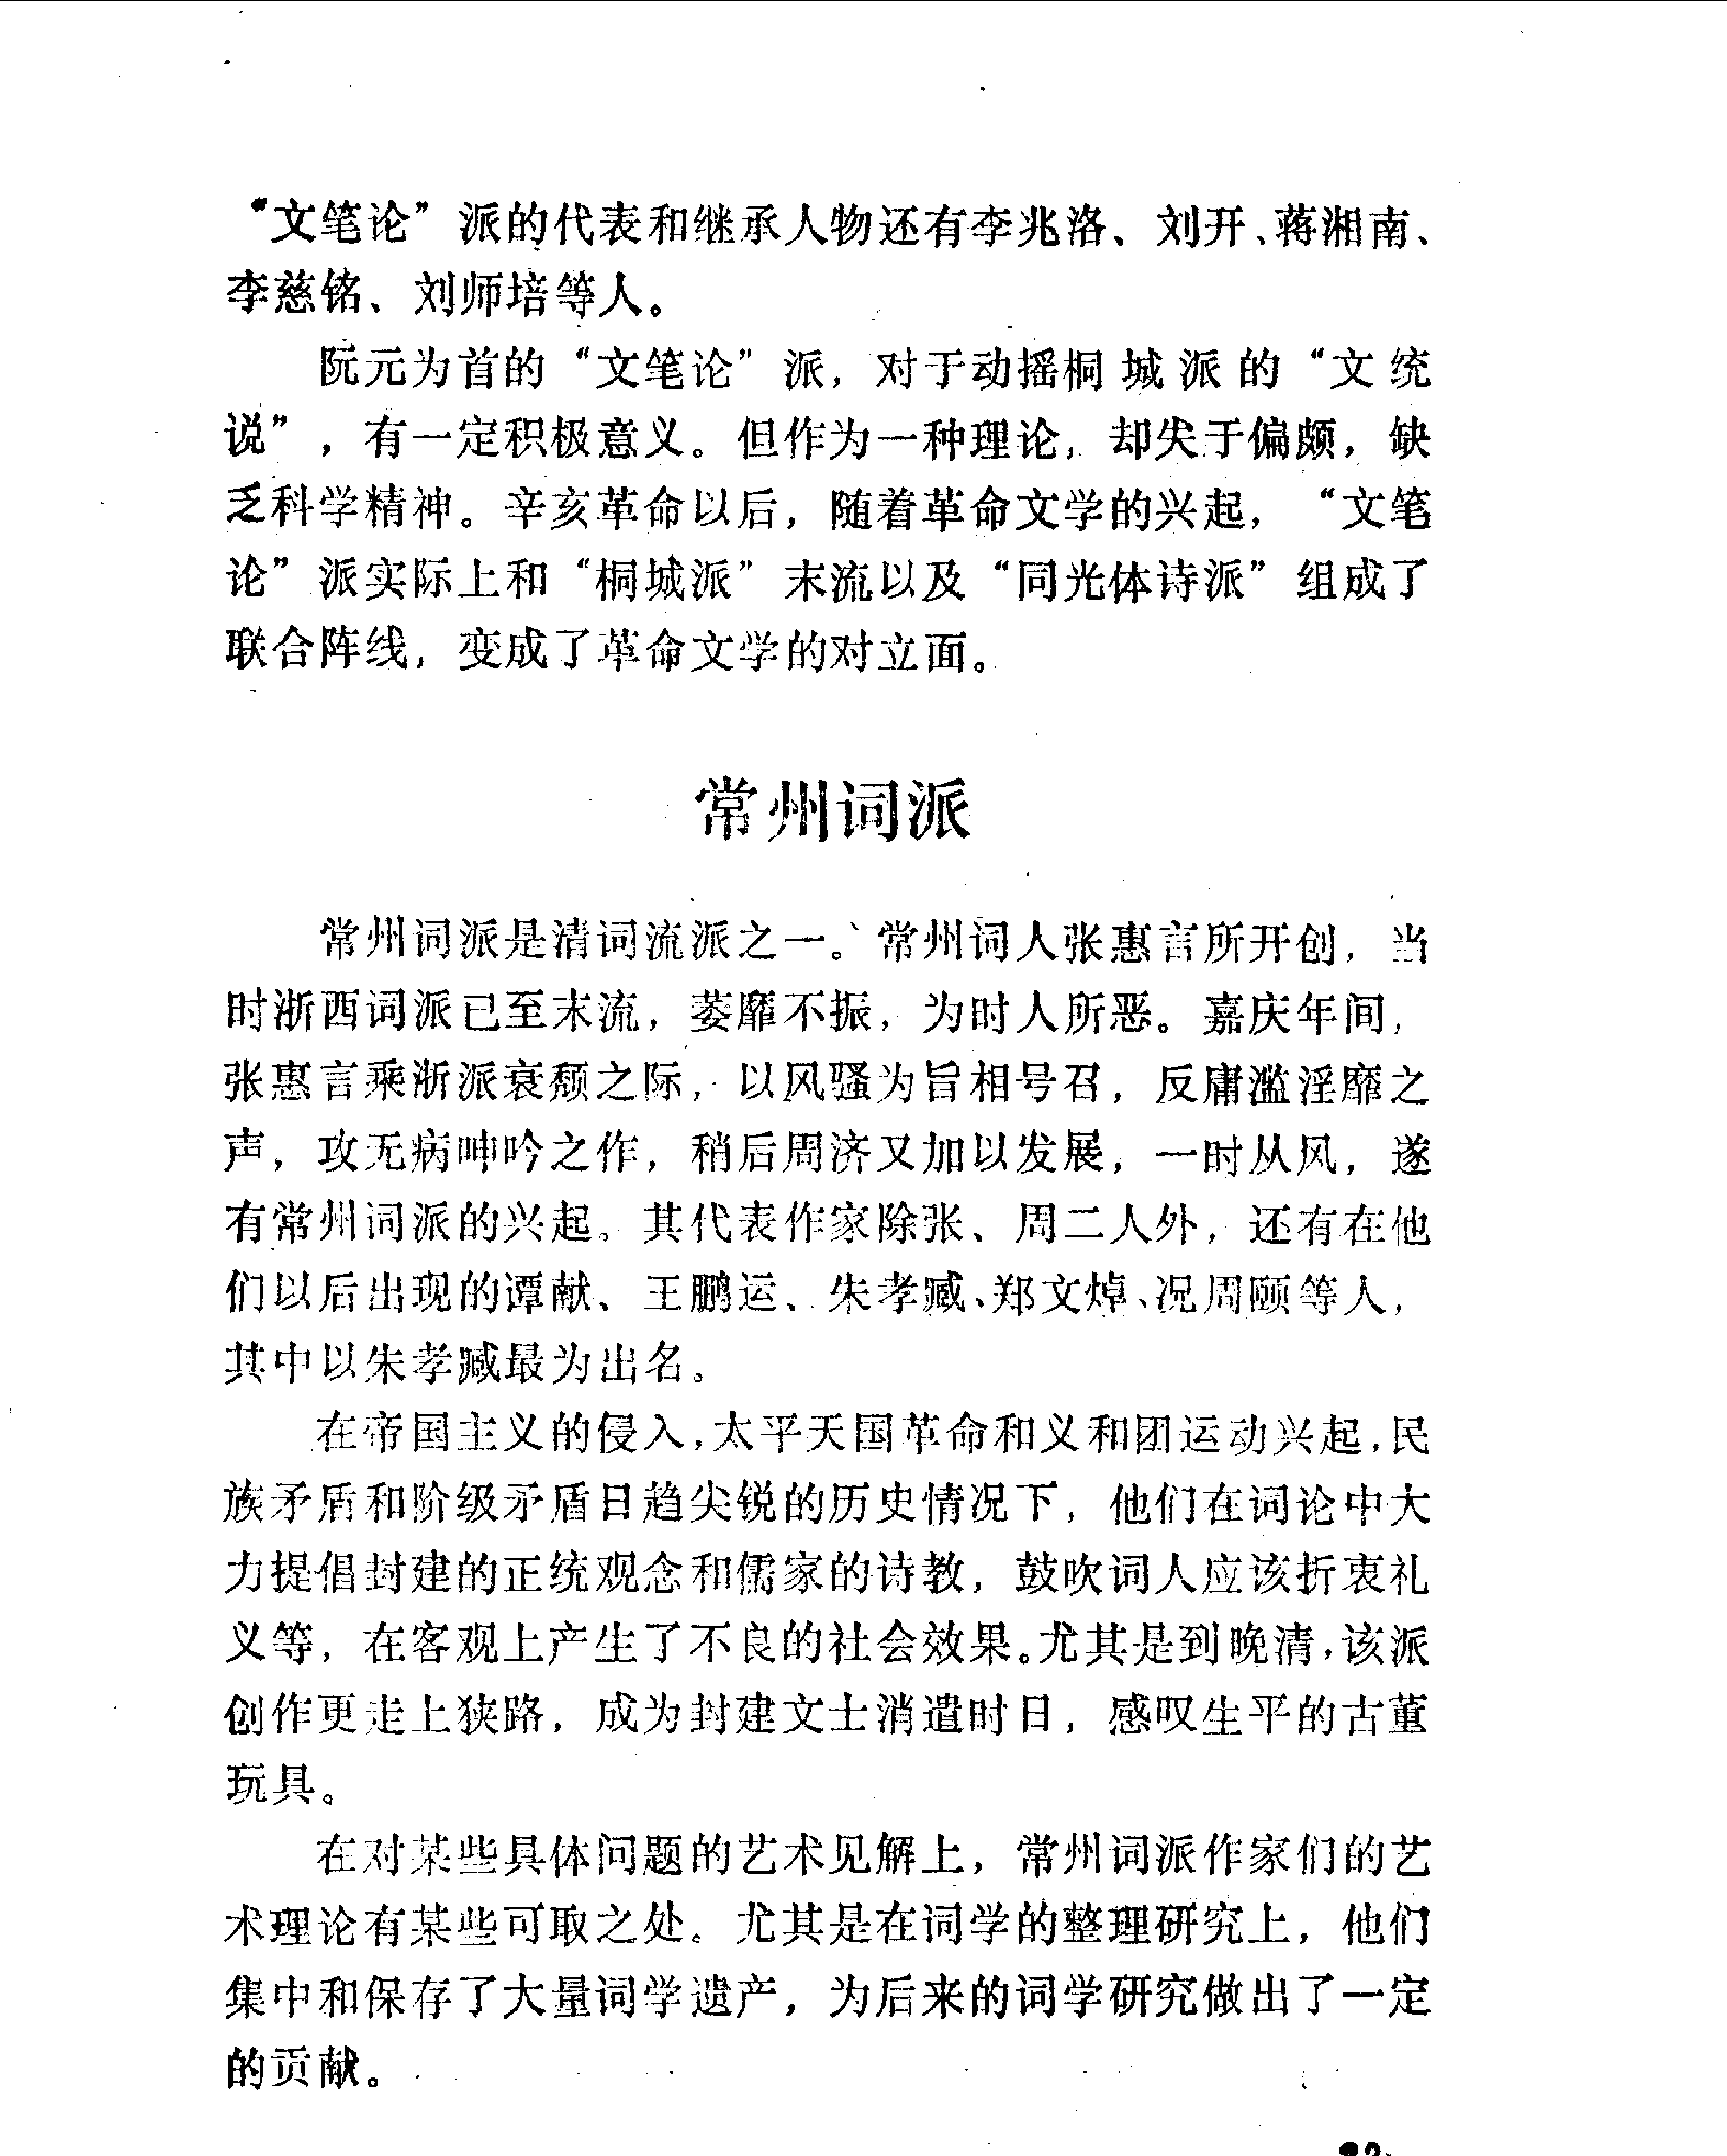 “文笔论”派的代表和继承人物还有李兆洛、刘开、蒋湘南、
李慈铭、刘师培等人。
阮元为首的“文笔论”派，对于动摇桐城派的“文统
说”，有一定积极意义。但作为一种理论，却失于偏颇，缺
乏科学精神。辛亥革命以后，随着革命文学的兴起，“文笔
论”派实际上和“桐城派”末流以及“同光体诗派”组成了
联合阵线，变成了革命文学的对立面。
常州词派
常州词派是清词流派之一。常州词人张惠言所开创，当
时浙西词派已至末流，萎靡不振，为时人所恶。嘉庆年间，
张惠言乘浙派衰颓之际，以风骚为旨相号召，反庸滥淫靡之
声，攻无病呻吟之作，稍后周济又加以发展，一时从风，遂
有常州词派的兴起。其代表作家除张、周二人外，还有在他
们以后出现的谭献、王鹏运、朱孝臧、郑文焯、况周颐等人，
其中以朱孝臧最为出名。
在帝国主义的侵入，太平天国革命和义和团运动兴起，民
族矛盾和阶级矛盾日趋尖锐的历史情况下，他们在词论中大
力提倡封建的正统观念和儒家的诗教，鼓吹词人应该折衷礼
义等，在客观上产生了不良的社会效果。尤其是到晚清，该派
创作更走上狭路，成为封建文士消遣时日，感叹生平的古董
玩具。
在对某些具体问题的艺术见解上，常州词派作家们的艺
术理论有某些可取之处。尤其是在词学的整理研究上，他们
集中和保存了大量词学遗产，为后来的词学研究做出了一定
的贡献。